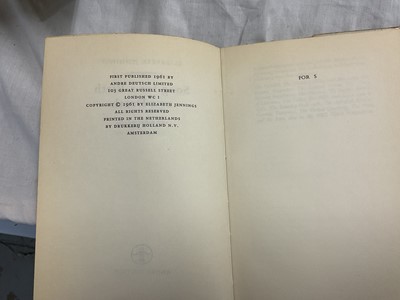 FIRST PUBLISHED 1961 BY
ANDRE DEUTSCH LIMITED
105 GREAT RUSSELL STREET
LONDON WC I
COPYRIGHT © 1961 BY ELIZABETH JENNINGS
ALL RIGHTS RESERVED
PRINTED IN THE NETHERLANDS
BY DRUKKERIJ HOLLAND N.V.
AMSTERDAM
FOR S